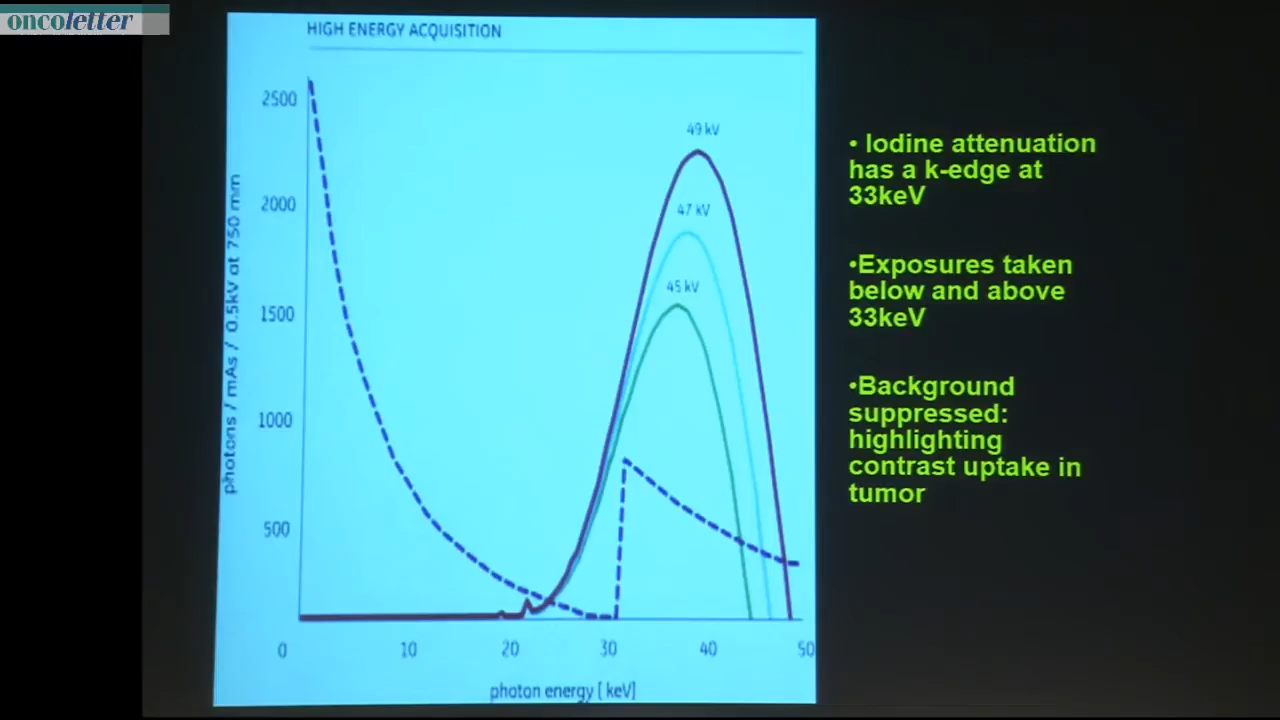 oncoletter
HIGH ENERGY ACQUISITION
photons / mAs / 0.5kV at 750 mm
2500
2000
1500
1000
500
49 kV
47 kV
45 kV
0 10 20 30 40 50
photon energy [ keV]
• Iodine attenuation
has a k-edge at
33keV
•Exposures taken
below and above
33keV
•Background
suppressed:
highlighting
contrast uptake in
tumor